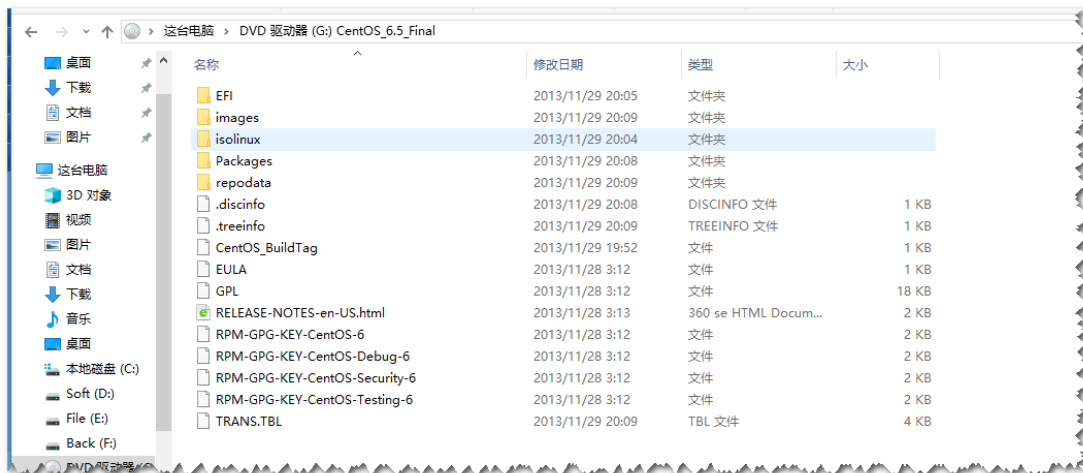 这台电脑 › DVD 驱动器 (G:) CentOS_6.5_Final
桌面
下载
文档
图片
这台电脑
3D 对象
视频
图片
文档
下载
音乐
桌面
本地磁盘 (C:)
Soft (D:)
File (E:)
Back (F:)
DVD 驱动器
名称 修改日期 类型 大小
EFI 2013/11/29 20:05 文件夹
images 2013/11/29 20:09 文件夹
isolinux 2013/11/29 20:04 文件夹
Packages 2013/11/29 20:08 文件夹
repodata 2013/11/29 20:09 文件夹
.discinfo 2013/11/29 20:08 DISCINFO 文件 1 KB
.treeinfo 2013/11/29 20:09 TREEINFO 文件 1 KB
CentOS_BuildTag 2013/11/29 19:52 文件 1 KB
EULA 2013/11/28 3:12 文件 1 KB
GPL 2013/11/28 3:12 文件 18 KB
RELEASE-NOTES-en-US.html 2013/11/28 3:13 360 se HTML Docum... 2 KB
RPM-GPG-KEY-CentOS-6 2013/11/28 3:12 文件 2 KB
RPM-GPG-KEY-CentOS-Debug-6 2013/11/28 3:12 文件 2 KB
RPM-GPG-KEY-CentOS-Security-6 2013/11/28 3:12 文件 2 KB
RPM-GPG-KEY-CentOS-Testing-6 2013/11/28 3:12 文件 2 KB
TRANS.TBL 2013/11/29 20:09 TBL 文件 4 KB